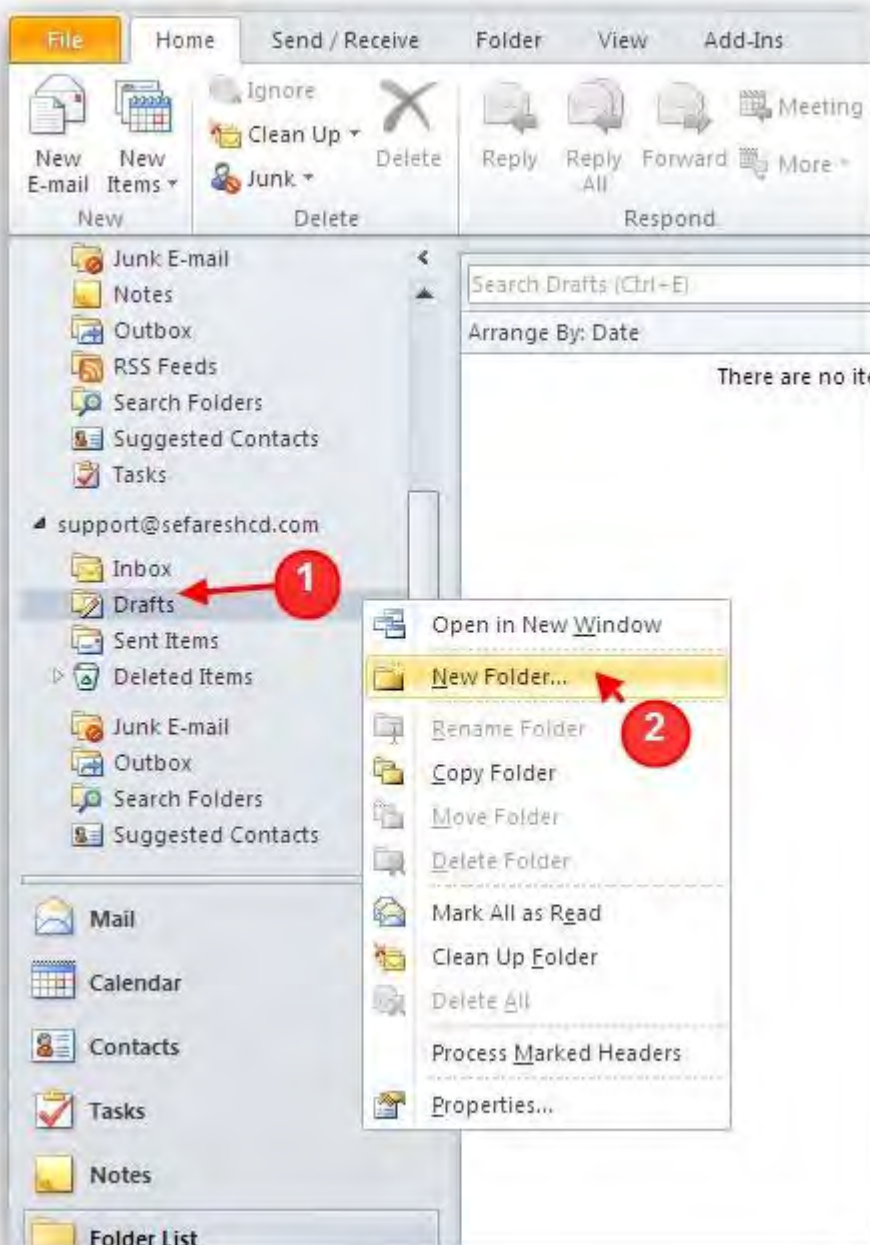 File Home Send / Receive Folder View Add-Ins
Ignore
Clean Up
Junk
New E-mail
New Items
Delete
Reply
Reply All
Forward
Meeting
More
New Delete Respond
Junk E-mail
Notes
Outbox
RSS Feeds
Search Folders
Suggested Contacts
Tasks
support@sefareshcd.com
Inbox
Drafts
Sent Items
Deleted Items
Junk E-mail
Outbox
Search Folders
Suggested Contacts
1
Search Drafts (Ctrl+E)
Arrange By: Date
There are no ite
Open in New Window
New Folder...
2
Rename Folder
Copy Folder
Move Folder
Delete Folder
Mark All as Read
Clean Up Folder
Delete All
Process Marked Headers
Properties...
Mail
Calendar
Contacts
Tasks
Notes
Folder List